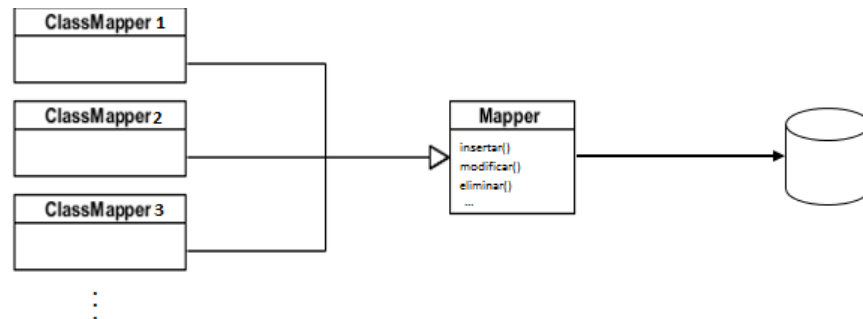 ClassMapper 1
ClassMapper 2
ClassMapper 3
⋮
Mapper
insertar()
modificar()
eliminar()
...